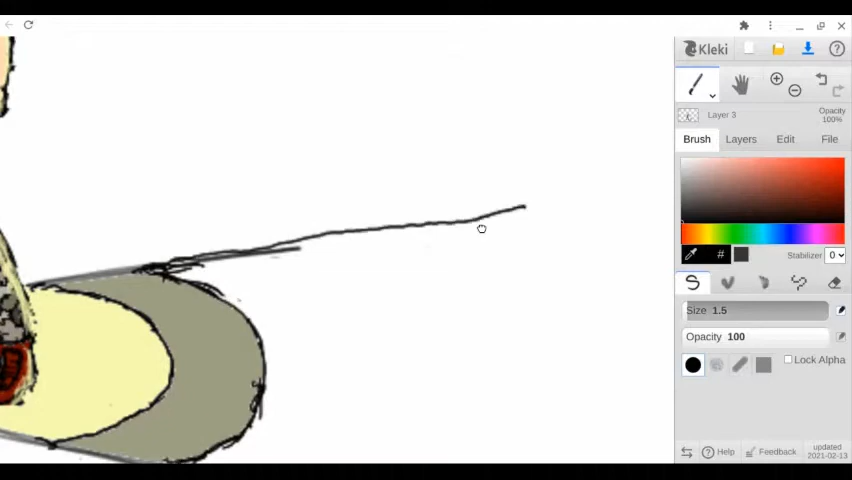 Kleki
Layer 3
Opacity
100%
Brush
Layers
Edit
File
#
Stabilizer 0
Size 1.5
Opacity 100
Lock Alpha
Help
Feedback
updated
2021-02-13